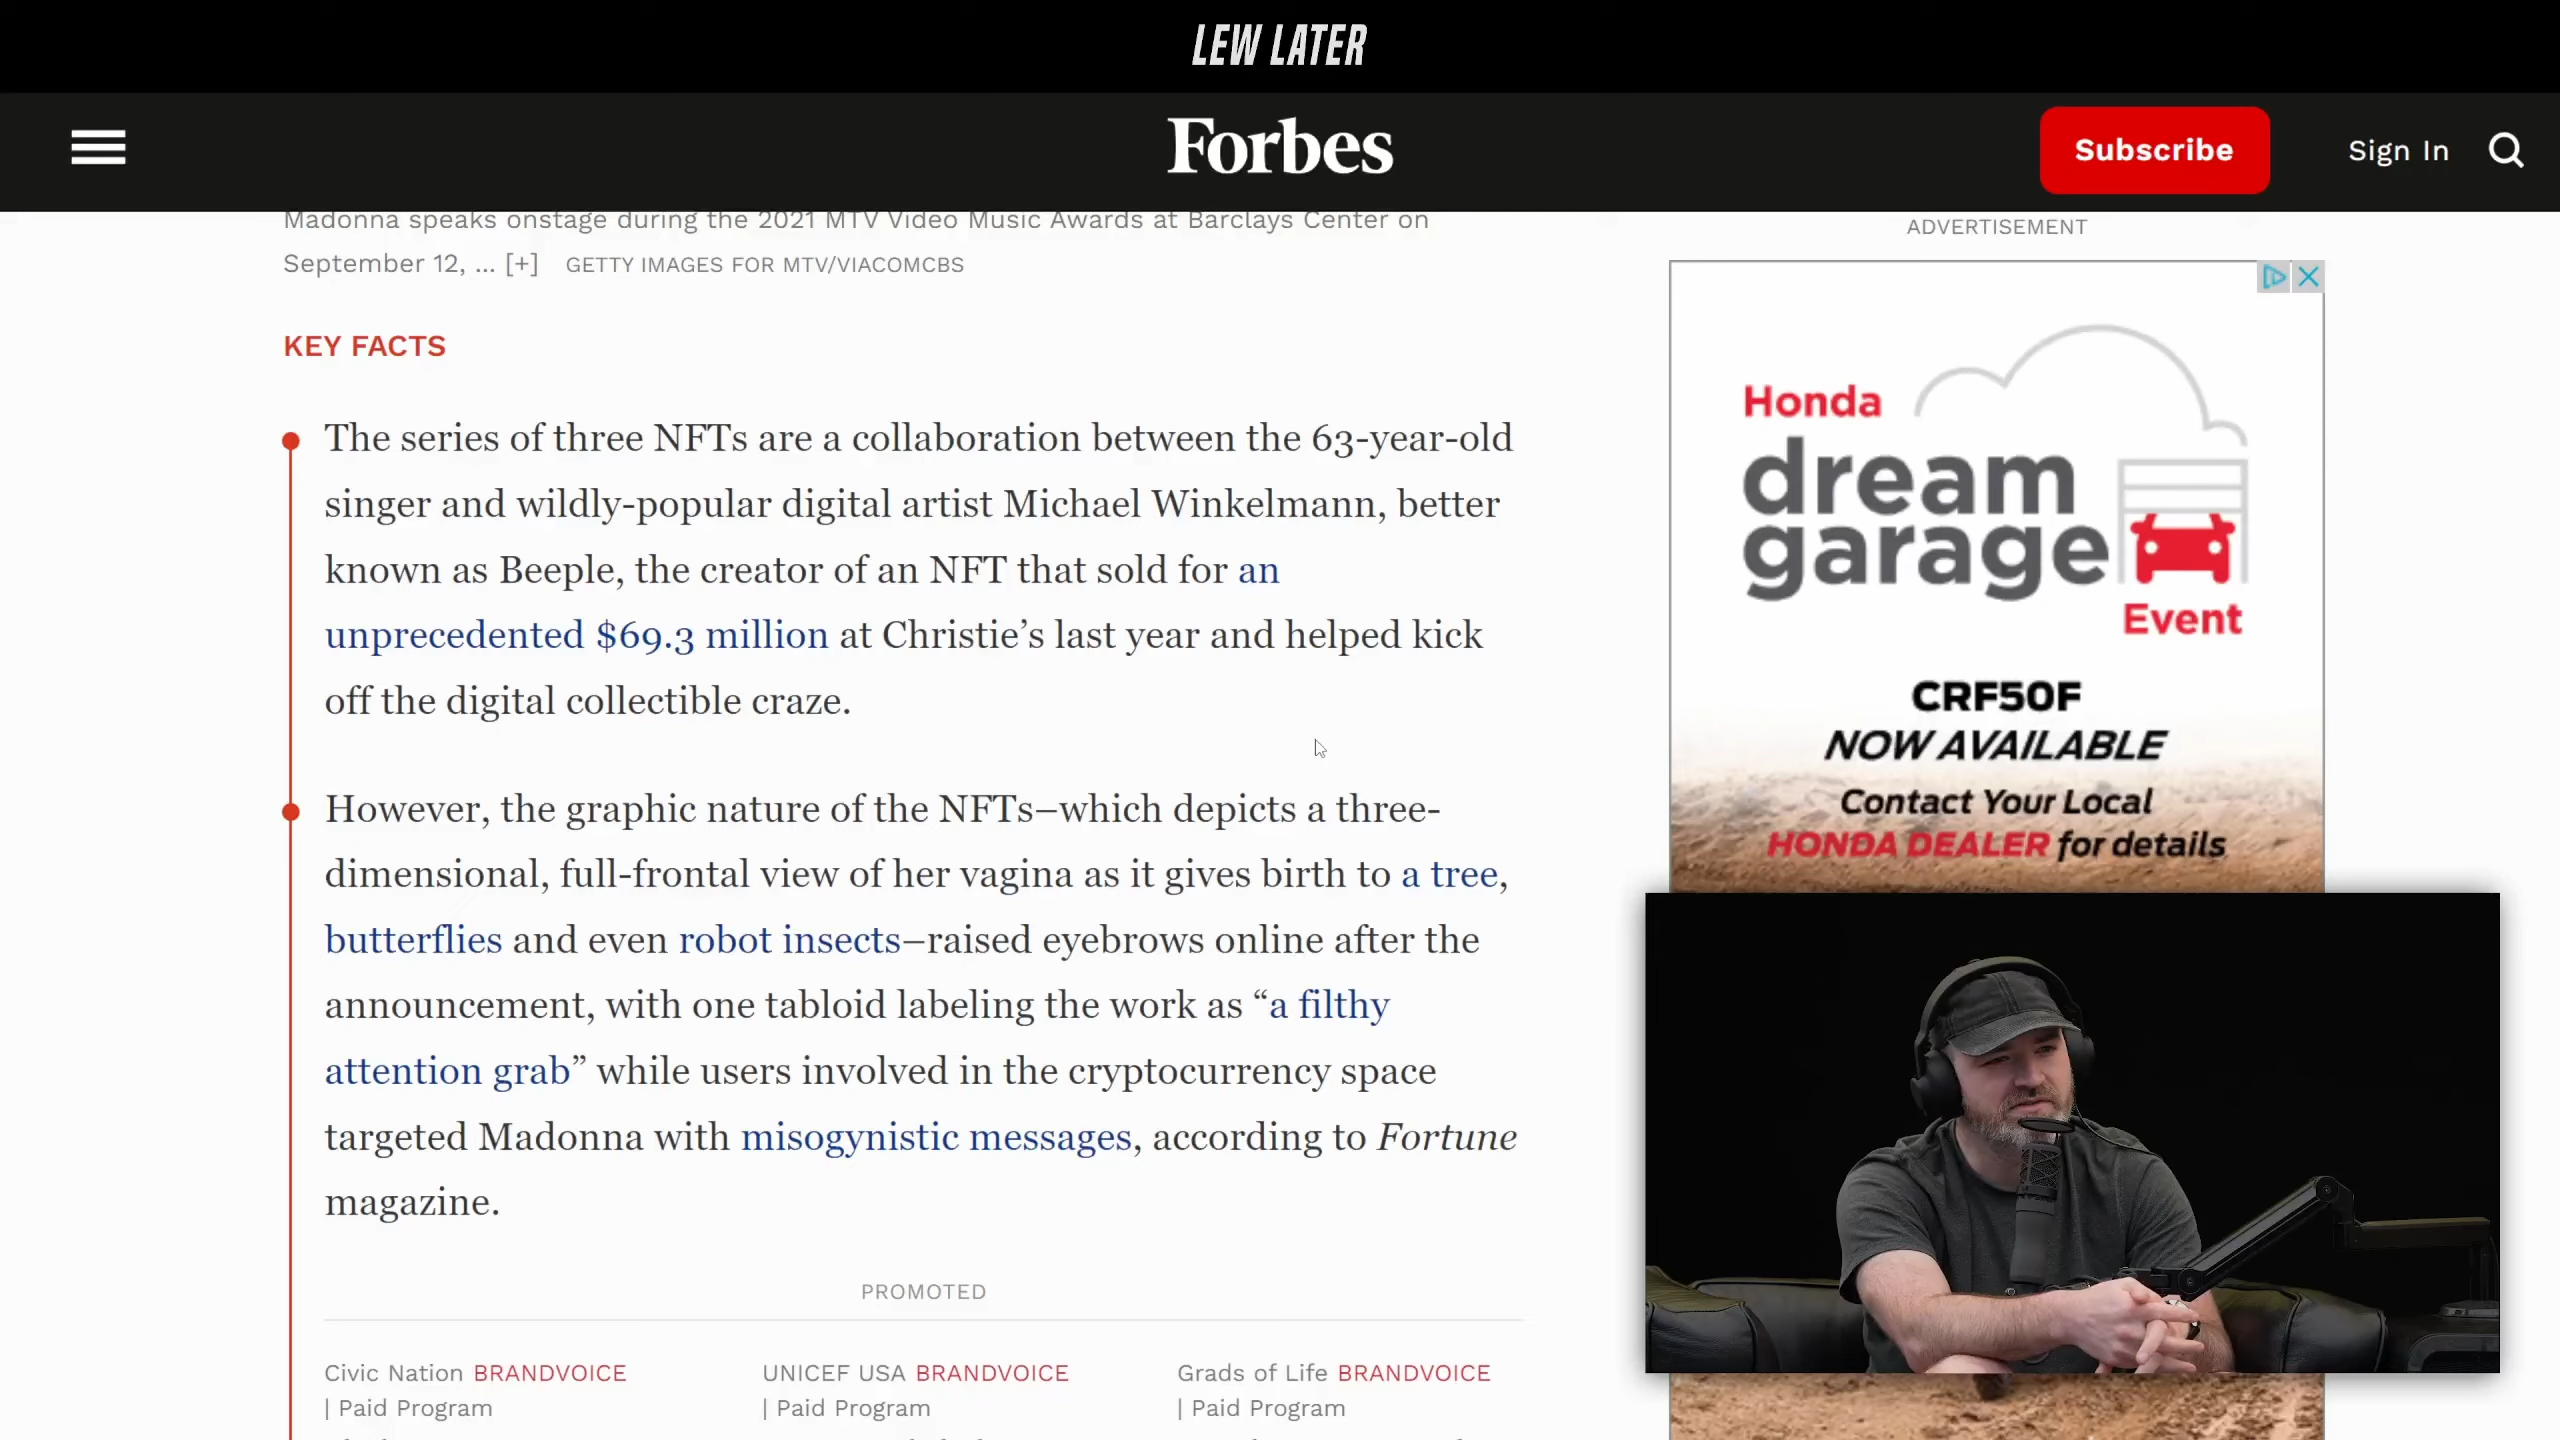 LEW LATER
Forbes
Subscribe
Sign In
Madonna speaks onstage during the 2021 MTV Video Music Awards at Barclays Center on
September 12, ... [+] GETTY IMAGES FOR MTV/VIACOMCBS
KEY FACTS
The series of three NFTs are a collaboration between the 63-year-old
singer and wildly-popular digital artist Michael Winkelmann, better
known as Beeple, the creator of an NFT that sold for an
unprecedented $69.3 million at Christie’s last year and helped kick
off the digital collectible craze.
However, the graphic nature of the NFTs–which depicts a three-
dimensional, full-frontal view of her vagina as it gives birth to a tree,
butterflies and even robot insects–raised eyebrows online after the
announcement, with one tabloid labeling the work as “a filthy
attention grab” while users involved in the cryptocurrency space
targeted Madonna with misogynistic messages, according to Fortune
magazine.
PROMOTED
Civic Nation BRANDVOICE
| Paid Program
UNICEF USA BRANDVOICE
| Paid Program
Grads of Life BRANDVOICE
| Paid Program
ADVERTISEMENT
Honda
dream
garage
Event
CRF50F
NOW AVAILABLE
Contact Your Local
HONDA DEALER for details